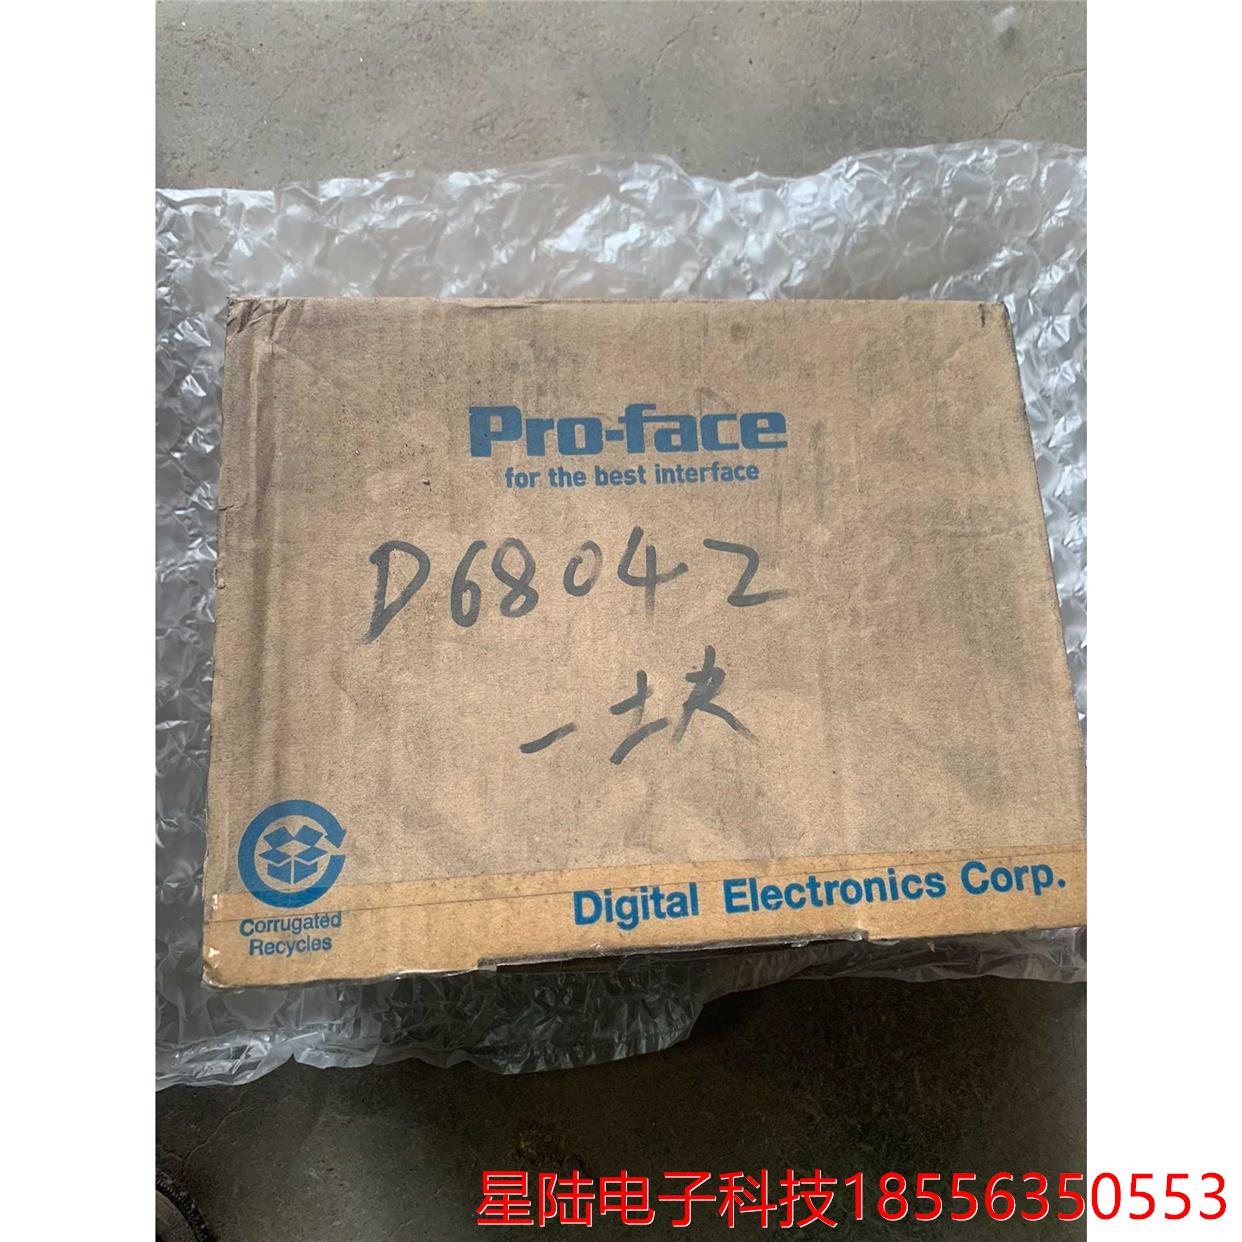 Pro-face
for the best interface
D68042
一块
Corrugated
Recycles
Digital Electronics Corp.
星陆电子科技18556350553